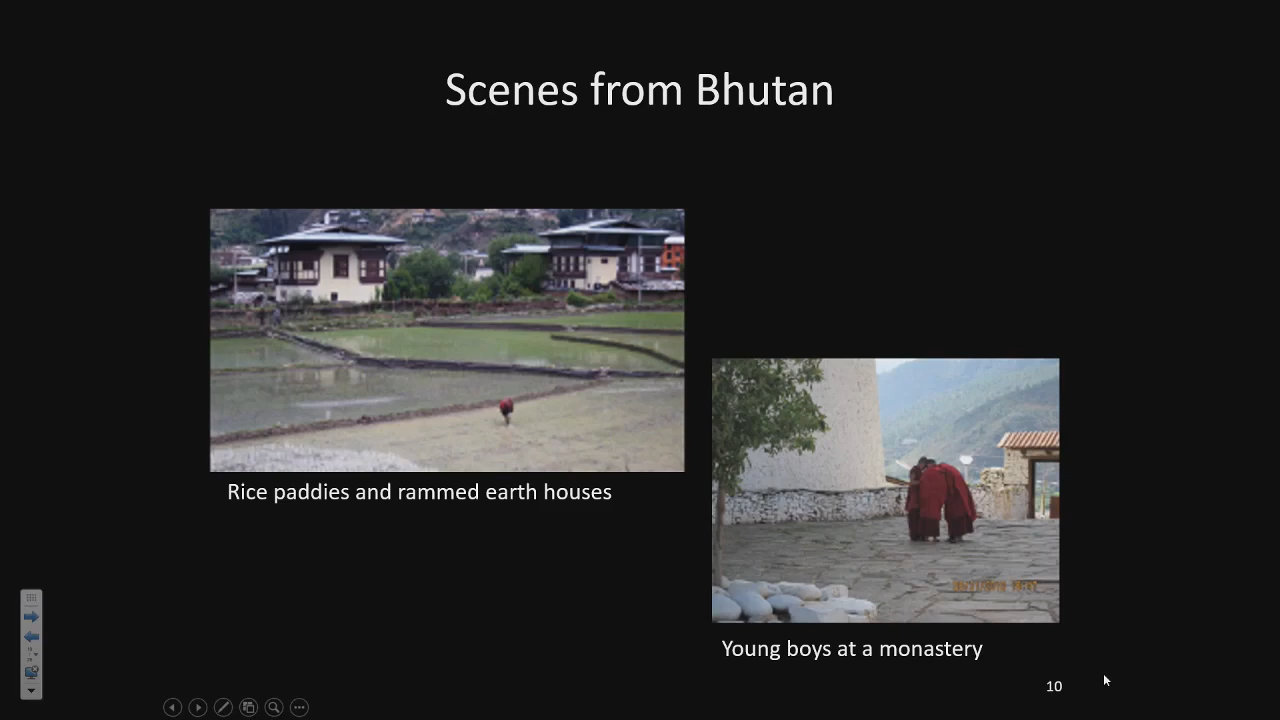 Scenes from Bhutan
Rice paddies and rammed earth houses
Young boys at a monastery
10